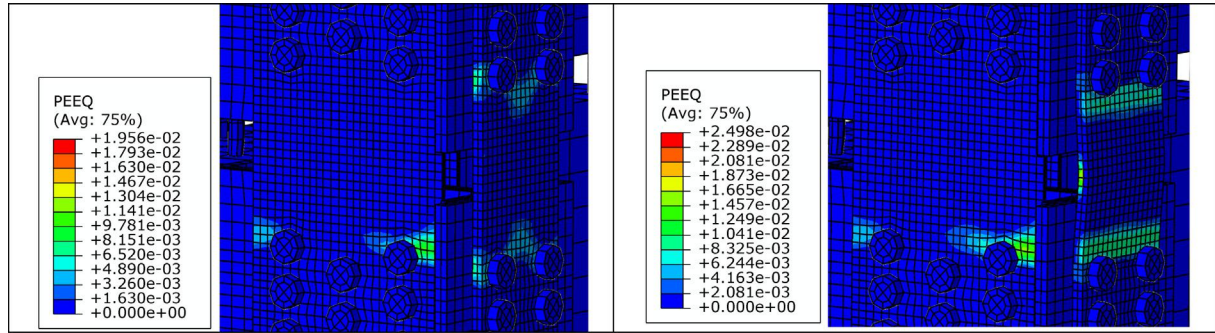 PEEQ
(Avg: 75%)
+1.956e-02
+1.793e-02
+1.630e-02
+1.467e-02
+1.304e-02
+1.141e-02
+9.781e-03
+8.151e-03
+6.520e-03
+4.890e-03
+3.260e-03
+1.630e-03
+0.000e+00
PEEQ
(Avg: 75%)
+2.498e-02
+2.289e-02
+2.081e-02
+1.873e-02
+1.665e-02
+1.457e-02
+1.249e-02
+1.041e-02
+8.325e-03
+6.244e-03
+4.163e-03
+2.081e-03
+0.000e+00